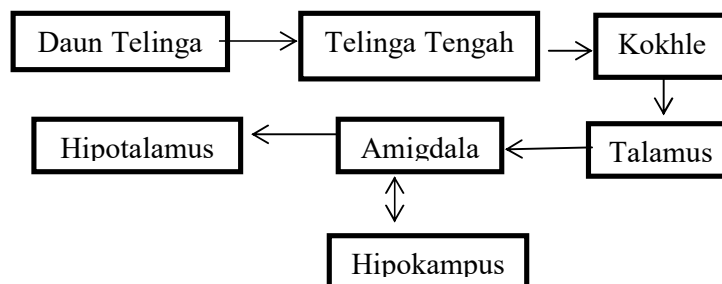 Daun Telinga
Telinga Tengah
Kokhle
Hipotalamus
Amigdala
Talamus
Hipokampus